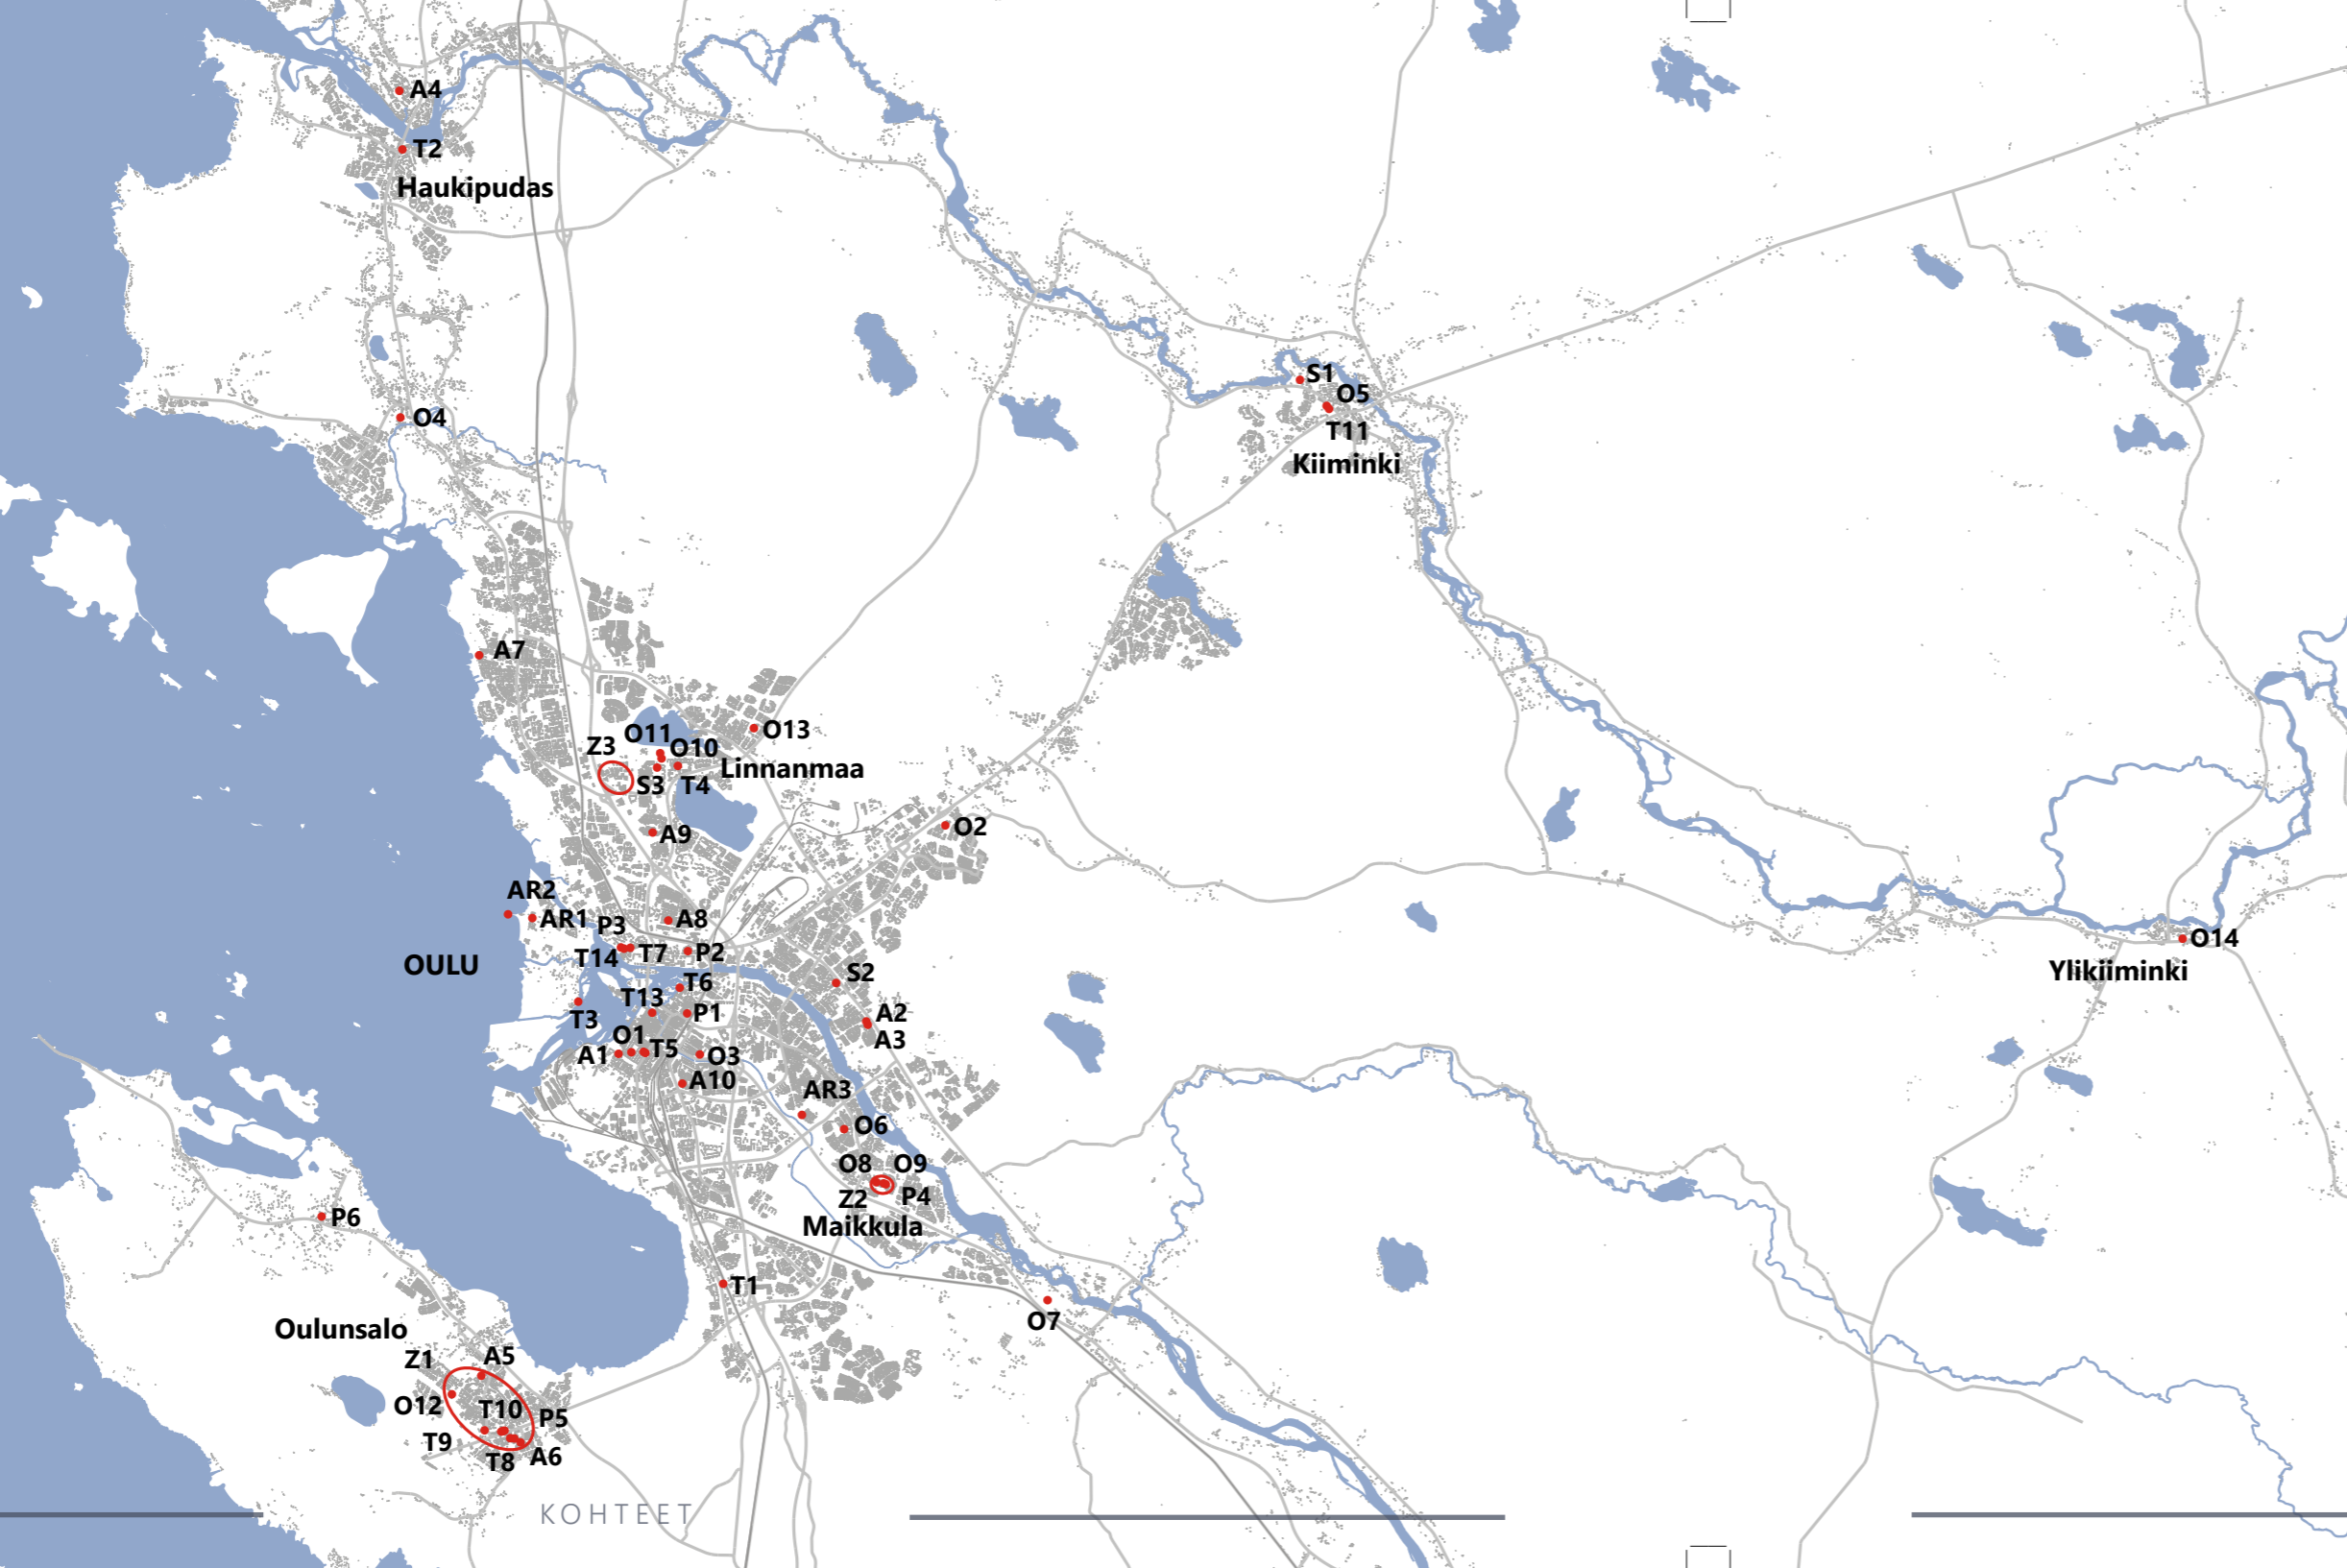 A4
T2
Haukipudas
S1
O5
O4
T11
Kiiminki
A7
O13
O11
Z3
O10
Linnanmaa
S3
T4
O2
A9
AR2
AR1
P3
A8
O14
T14
T7
P2
OULU
S2
Ylikiiminki
T6
T13
P1
A2
T3
O1
A3
A1
T5
O3
A10
AR3
O6
O8
O9
Z2
P4
P6
Maikkula
T1
O7
Oulunsalo
Z1
A5
O12
T10
P5
T9
A6
T8
KOHTEET